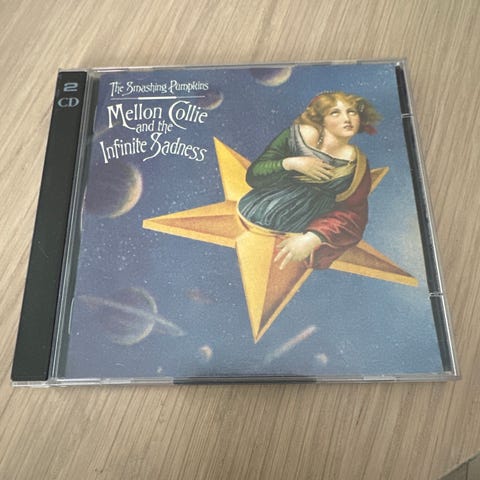 2
CD
The Smashing Pumpkins
Mellon Collie
and the
Infinite Sadness